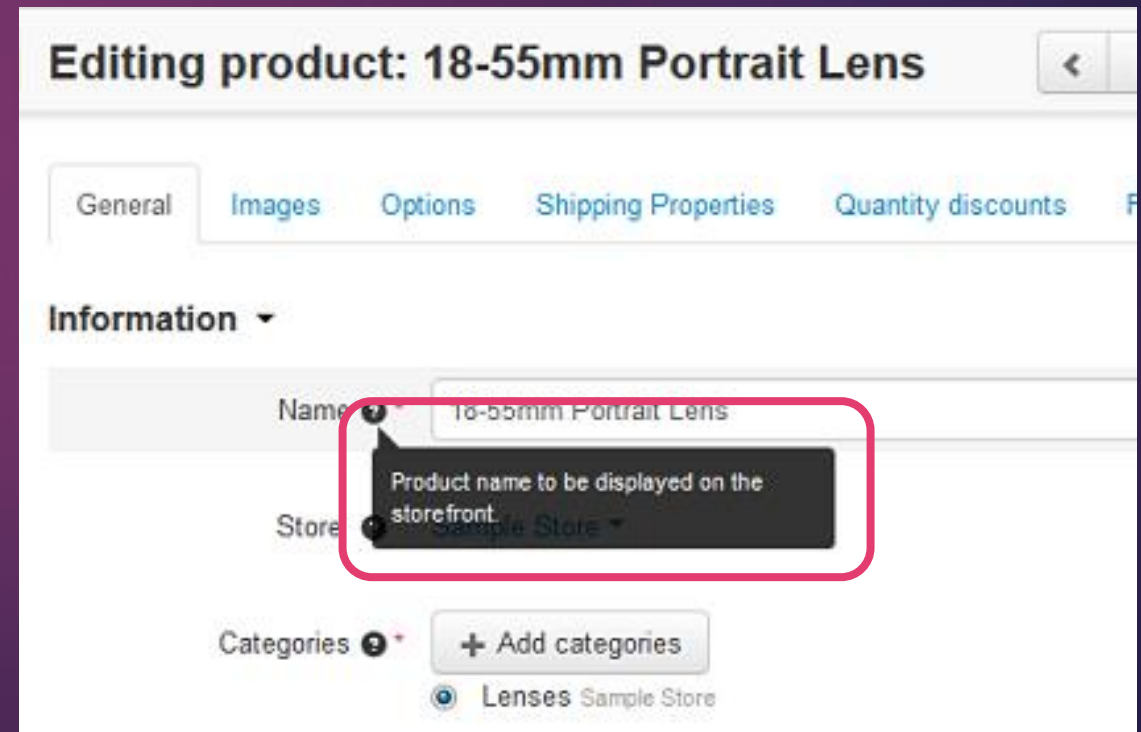 Editing product: 18-55mm Portrait Lens
General Images Options Shipping Properties Quantity discounts
Information
Name * 18-55mm Portrait Lens
Product name to be displayed on the
storefront.
Store Sample Store
Categories * + Add categories
Lenses Sample Store